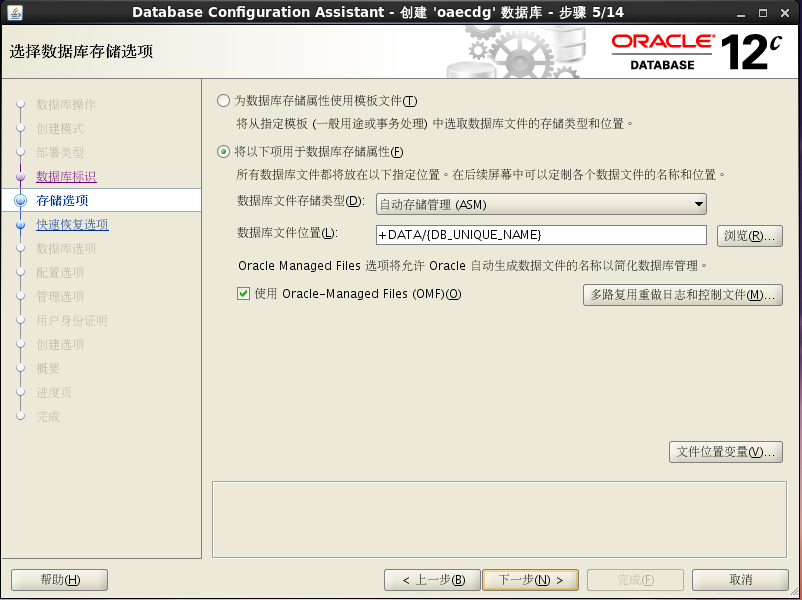 Database Configuration Assistant - 创建 'oaecdg' 数据库 - 步骤 5/14
选择数据库存储选项
ORACLE
DATABASE
12c
数据库操作
创建模式
部署类型
数据库标识
存储选项
快速恢复选项
数据库选项
配置选项
管理选项
用户身份证明
创建选项
概要
进度页
完成
为数据库存储属性使用模板文件(T)
将从指定模板 (一般用途或事务处理) 中选取数据库文件的存储类型和位置。
将以下项用于数据库存储属性(F)
所有数据库文件都将放在以下指定位置。在后续屏幕中可以定制各个数据文件的名称和位置。
数据库文件存储类型(D): 自动存储管理 (ASM)
数据库文件位置(L): +DATA/{DB_UNIQUE_NAME} 浏览(R)...
Oracle Managed Files 选项将允许 Oracle 自动生成数据文件的名称以简化数据库管理。
使用 Oracle-Managed Files (OMF)(O) 多路复用重做日志和控制文件(M)...
文件位置变量(V)...
帮助(H) < 上一步(B) 下一步(N) > 完成(F) 取消